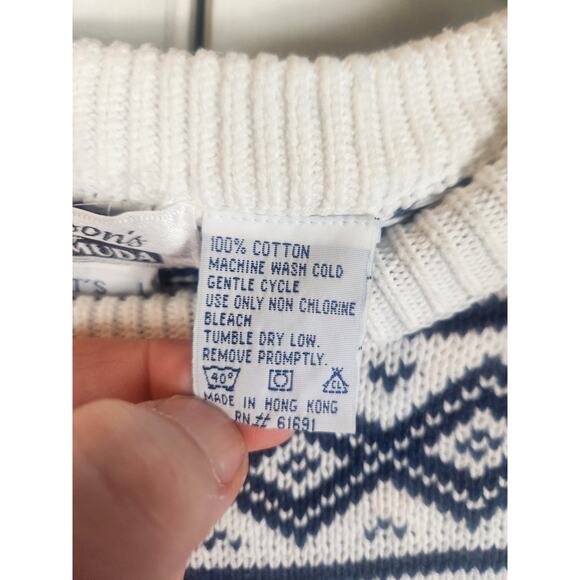 100% COTTON
MACHINE WASH COLD
GENTLE CYCLE
USE ONLY NON CHLORINE
BLEACH
TUMBLE DRY LOW.
REMOVE PROMPTLY.
40° CL
MADE IN HONG KONG
RN# 61691